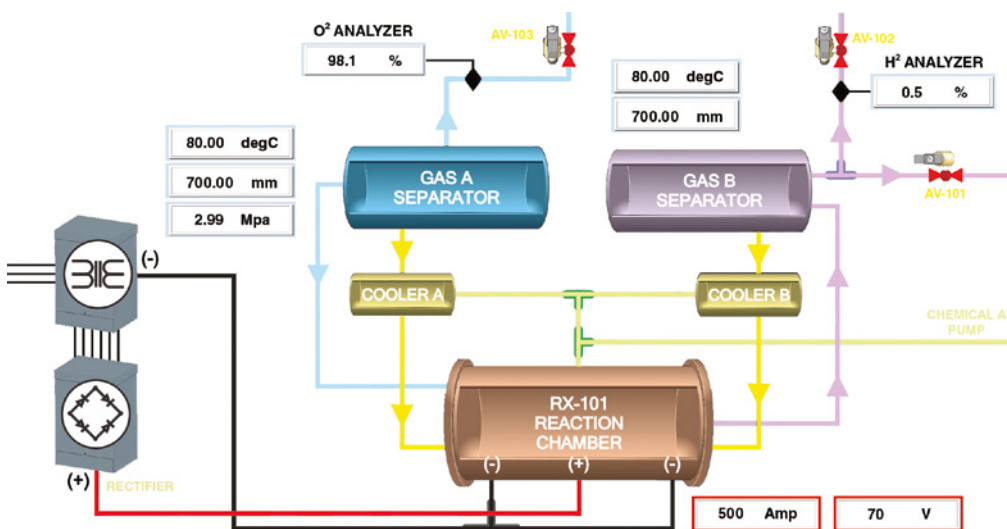 O² ANALYZER
98.1 %
AV-103
AV-102
80.00 degC
700.00 mm
H² ANALYZER
0.5 %
80.00 degC
700.00 mm
2.99 Mpa
GAS A
SEPARATOR
GAS B
SEPARATOR
AV-101
(-)
COOLER A
COOLER B
CHEMICAL A
PUMP
RX-101
REACTION
CHAMBER
(-) (+) (-)
(+) RECTIFIER
500 Amp
70 V